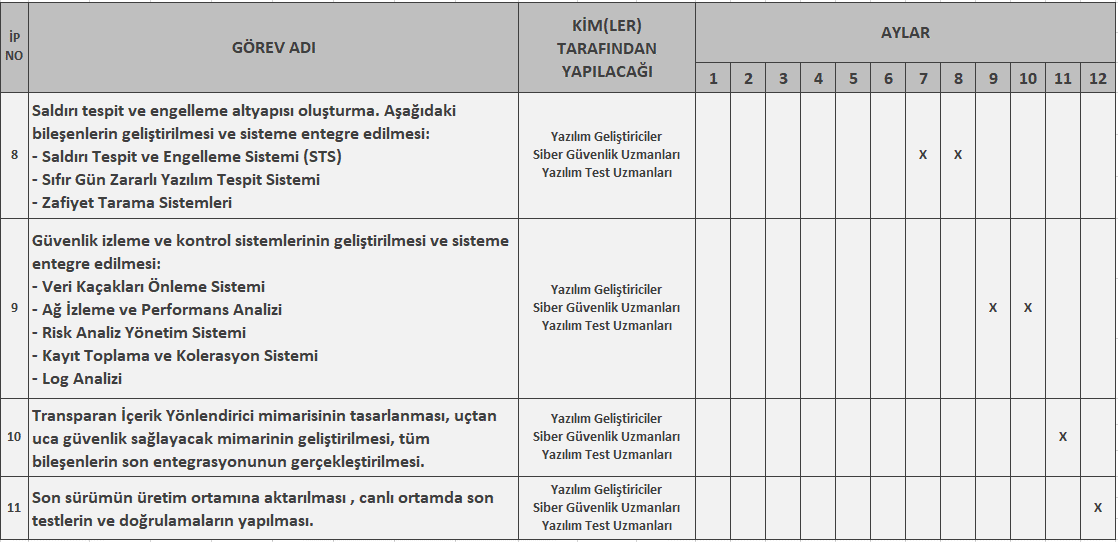 İP NO
GÖREV ADI
KİM(LER)
TARAFINDAN
YAPILACAĞI
AYLAR
1 2 3 4 5 6 7 8 9 10 11 12
8
Saldırı tespit ve engelleme altyapısı oluşturma. Aşağıdaki
bileşenlerin geliştirilmesi ve sisteme entegre edilmesi:
- Saldırı Tespit ve Engelleme Sistemi (STS)
- Sıfır Gün Zararlı Yazılım Tespit Sistemi
- Zafiyet Tarama Sistemleri
Yazılım Geliştiriciler
Siber Güvenlik Uzmanları
Yazılım Test Uzmanları
X X
9
Güvenlik izleme ve kontrol sistemlerinin geliştirilmesi ve sisteme
entegre edilmesi:
- Veri Kaçakları Önleme Sistemi
- Ağ İzleme ve Performans Analizi
- Risk Analiz Yönetim Sistemi
- Kayıt Toplama ve Kolerasyon Sistemi
- Log Analizi
Yazılım Geliştiriciler
Siber Güvenlik Uzmanları
Yazılım Test Uzmanları
X X
10
Transparan İçerik Yönlendirici mimarisinin tasarlanması, uçtan
uca güvenlik sağlayacak mimarinin geliştirilmesi, tüm
bileşenlerin son entegrasyonunun gerçekleştirilmesi.
Yazılım Geliştiriciler
Siber Güvenlik Uzmanları
Yazılım Test Uzmanları
X
11
Son sürümün üretim ortamına aktarılması , canlı ortamda son
testlerin ve doğrulamaların yapılması.
Yazılım Geliştiriciler
Siber Güvenlik Uzmanları
Yazılım Test Uzmanları
X